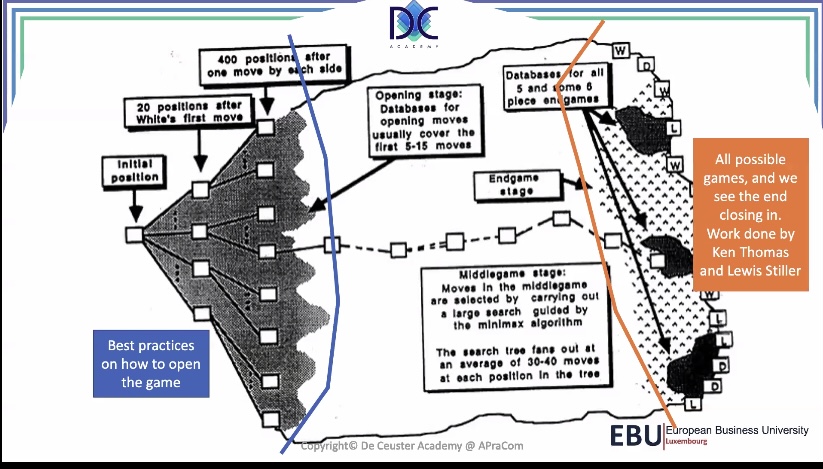 DC
ACADEMY
400 positions after
one move by each side
20 positions after
White's first move
Initial
position
Opening stage:
Databases for
opening moves
usually cover the
first 5-15 moves
Databases for all
5 and some 6
piece endgames
Endgame
stage
Middlegame stage:
Moves in the middlegame
are selected by carrying out
a large search guided by
the minimax algorithm
The search tree fans out at
an average of 30-40 moves
at each position in the tree
Best practices
on how to open
the game
All possible
games, and we
see the end
closing in.
Work done by
Ken Thomas
and Lewis Stiller
W
D
W
L
W
W
L
L
D
D
L
Copyright© De Ceuster Academy @ APraCom
EBU European Business University
Luxembourg